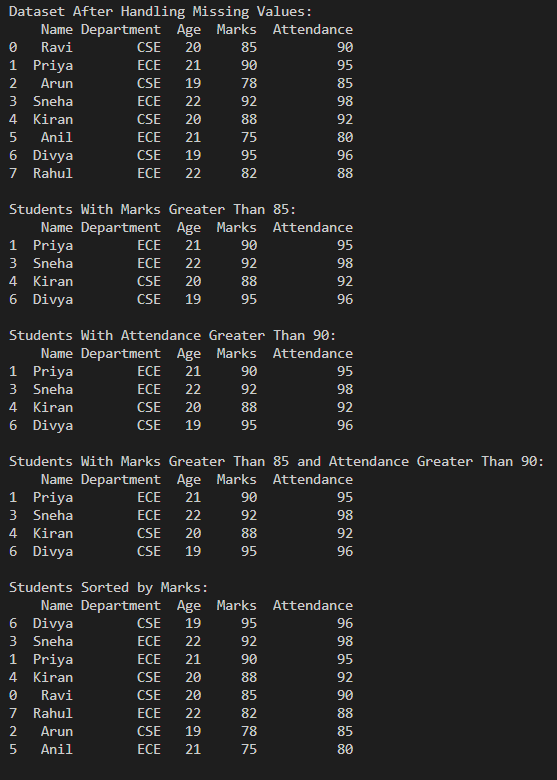 Dataset After Handling Missing Values:
    Name Department  Age  Marks  Attendance
0   Ravi        CSE   20     85          90
1  Priya        ECE   21     90          95
2   Arun        CSE   19     78          85
3  Sneha        ECE   22     92          98
4  Kiran        CSE   20     88          92
5   Anil        ECE   21     75          80
6  Divya        CSE   19     95          96
7  Rahul        ECE   22     82          88

Students With Marks Greater Than 85:
    Name Department  Age  Marks  Attendance
1  Priya        ECE   21     90          95
3  Sneha        ECE   22     92          98
4  Kiran        CSE   20     88          92
6  Divya        CSE   19     95          96

Students With Attendance Greater Than 90:
    Name Department  Age  Marks  Attendance
1  Priya        ECE   21     90          95
3  Sneha        ECE   22     92          98
4  Kiran        CSE   20     88          92
6  Divya        CSE   19     95          96

Students With Marks Greater Than 85 and Attendance Greater Than 90:
    Name Department  Age  Marks  Attendance
1  Priya        ECE   21     90          95
3  Sneha        ECE   22     92          98
4  Kiran        CSE   20     88          92
6  Divya        CSE   19     95          96

Students Sorted by Marks:
    Name Department  Age  Marks  Attendance
6  Divya        CSE   19     95          96
3  Sneha        ECE   22     92          98
1  Priya        ECE   21     90          95
4  Kiran        CSE   20     88          92
0   Ravi        CSE   20     85          90
7  Rahul        ECE   22     82          88
2   Arun        CSE   19     78          85
5   Anil        ECE   21     75          80